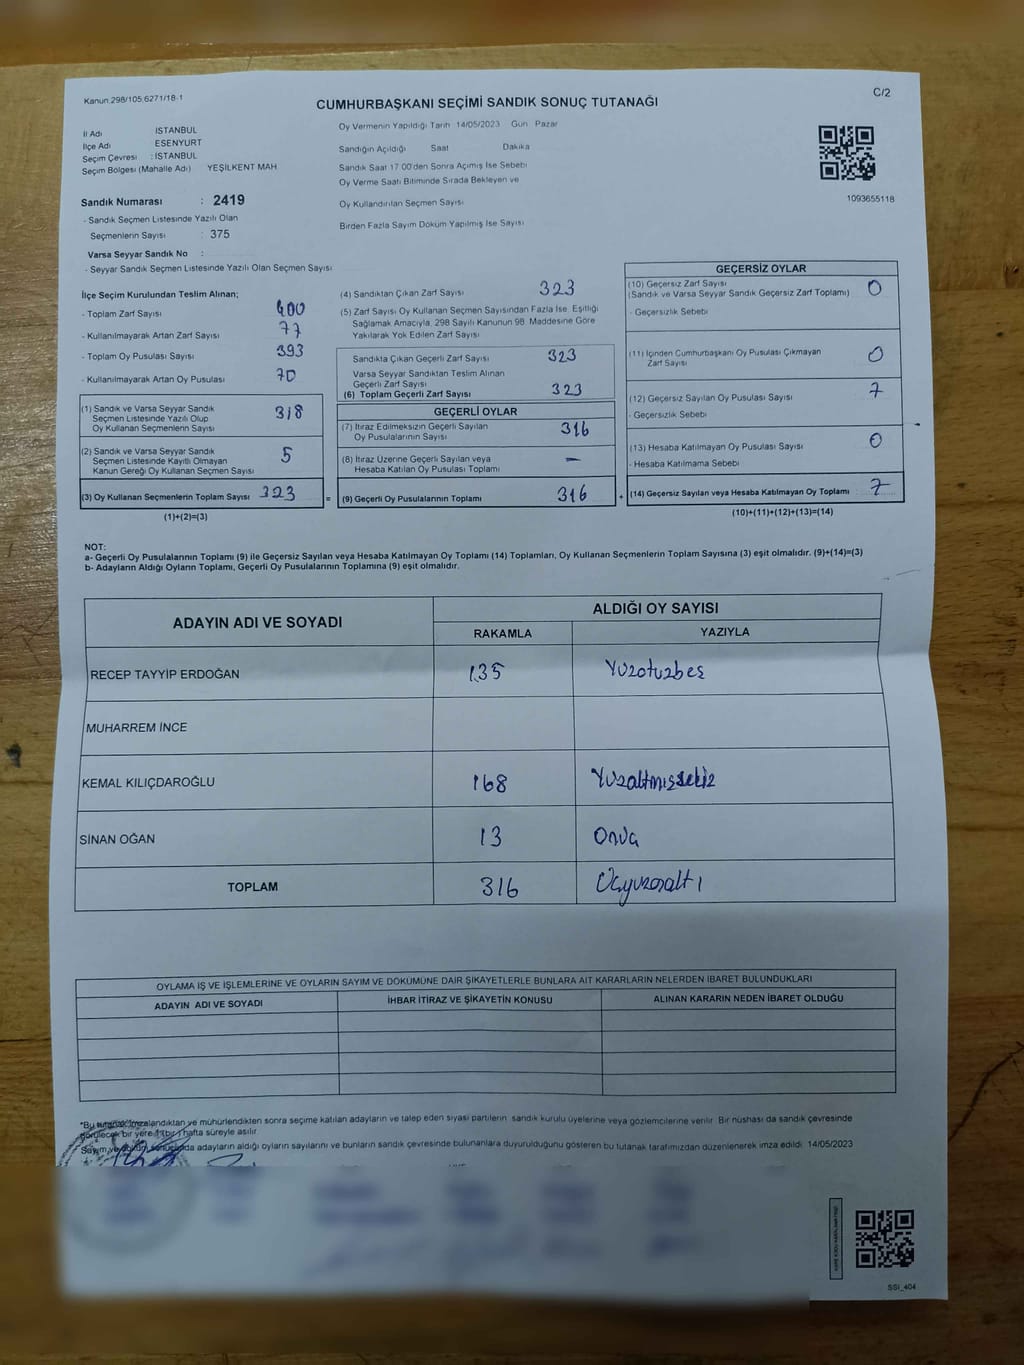 Kanun:298/105;6271/18-1
CUMHURBAŞKANI SEÇİMİ SANDIK SONUÇ TUTANAĞI
C/2
İl Adı İSTANBUL
İlçe Adı ESENYURT
Seçim Çevresi : İSTANBUL
Seçim Bölgesi (Mahalle Adı) YEŞİLKENT MAH
Oy Vermenin Yapıldığı Tarih 14/05/2023 Gün Pazar
Sandığın Açıldığı Saat Dakika
Sandık Saat 17:00'den Sonra Açımış İse Sebebi
Oy Verme Saati Bitiminde Sırada Bekleyen ve
Oy Kullandırılan Seçmen Sayısı
Birden Fazla Sayım Döküm Yapılmış İse Sayısı
1093655118
Sandık Numarası : 2419
- Sandık Seçmen Listesinde Yazılı Olan
Seçmenlerin Sayısı : 375
Varsa Seyyar Sandık No :
- Seyyar Sandık Seçmen Listesinde Yazılı Olan Seçmen Sayısı
İlçe Seçim Kurulundan Teslim Alınan;
- Toplam Zarf Sayısı 400
- Kullanılmayarak Artan Zarf Sayısı 77
- Toplam Oy Pusulası Sayısı 393
- Kullanılmayarak Artan Oy Pusulası 70
(1) Sandık ve Varsa Seyyar Sandık
Seçmen Listesinde Yazılı Olup
Oy Kullanan Seçmenlerin Sayısı 318
(2) Sandık ve Varsa Seyyar Sandık
Seçmen Listesinde Kayıtlı Olmayan
Kanun Gereği Oy Kullanan Seçmen Sayısı 5
(3) Oy Kullanan Seçmenlerin Toplam Sayısı 323
(1)+(2)=(3)
(4) Sandıktan Çıkan Zarf Sayısı 323
(5) Zarf Sayısı Oy Kullanan Seçmen Sayısından Fazla İse; Eşitliği
Sağlamak Amacıyla, 298 Sayılı Kanunun 98. Maddesine Göre
Yakılarak Yok Edilen Zarf Sayısı
Sandıkta Çıkan Geçerli Zarf Sayısı 323
Varsa Seyyar Sandıktan Teslim Alınan
Geçerli Zarf Sayısı
(6) Toplam Geçerli Zarf Sayısı 323
GEÇERLİ OYLAR
(7) İtiraz Edilmeksizin Geçerli Sayılan
Oy Pusulalarının Sayısı 316
(8) İtiraz Üzerine Geçerli Sayılan veya
Hesaba Katılan Oy Pusulası Toplamı —
= (9) Geçerli Oy Pusulalarının Toplamı 316
GEÇERSİZ OYLAR
(10) Geçersiz Zarf Sayısı
(Sandık ve Varsa Seyyar Sandık Geçersiz Zarf Toplamı) 0
- Geçersizlik Sebebi
(11) İçinden Cumhurbaşkanı Oy Pusulası Çıkmayan
Zarf Sayısı 0
(12) Geçersiz Sayılan Oy Pusulası Sayısı 7
- Geçersizlik Sebebi
(13) Hesaba Katılmayan Oy Pusulası Sayısı 0
- Hesaba Katılmama Sebebi
+ (14) Geçersiz Sayılan veya Hesaba Katılmayan Oy Toplamı 7
(10)+(11)+(12)+(13)=(14)
NOT:
a- Geçerli Oy Pusulalarının Toplamı (9) ile Geçersiz Sayılan veya Hesaba Katılmayan Oy Toplamı (14) Toplamları, Oy Kullanan Seçmenlerin Toplam Sayısına (3) eşit olmalıdır. (9)+(14)=(3)
b- Adayların Aldığı Oyların Toplamı, Geçerli Oy Pusulalarının Toplamına (9) eşit olmalıdır.
ADAYIN ADI VE SOYADI
ALDIĞI OY SAYISI
RAKAMLA YAZIYLA
RECEP TAYYİP ERDOĞAN 135 Yüzotuzbeş
MUHARREM İNCE
KEMAL KILIÇDAROĞLU 168 Yüzaltmışsekiz
SİNAN OĞAN 13 Onüç
TOPLAM 316 Üçyüzonaltı
OYLAMA İŞ VE İŞLEMLERİNE VE OYLARIN SAYIM VE DÖKÜMÜNE DAİR ŞİKAYETLERLE BUNLARA AİT KARARLARIN NELERDEN İBARET BULUNDUKLARI
ADAYIN ADI VE SOYADI İHBAR İTİRAZ VE ŞİKAYETİN KONUSU ALINAN KARARIN NEDEN İBARET OLDUĞU
*Bu tutanak imzalandıktan ve mühürlendikten sonra seçime katılan adayların ve talep eden siyasi partilerin sandık kurulu üyelerine veya gözlemcilerine verilir. Bir nüshası da sandık çevresinde
görülecek bir yere 1 (bir) hafta süreyle asılır.
Sayım ve döküm sonucunda adayların aldığı oyların sayılarını ve bunların sandık çevresinde bulunanlara duyurulduğunu gösteren bu tutanak tarafımızdan düzenlenerek imza edildi. 14/05/2023
SSI_404